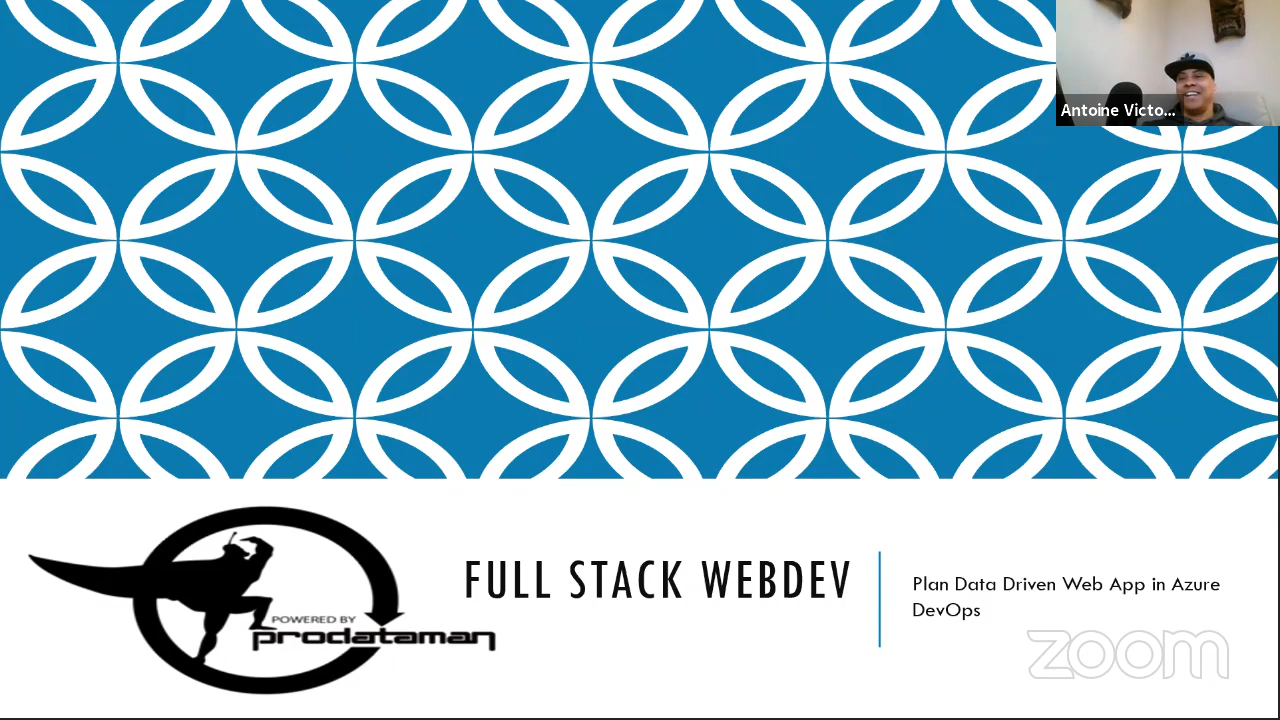 Antoine Victo...
POWERED BY
prodataman
FULL STACK WEBDEV
Plan Data Driven Web App in Azure
DevOps
zoom